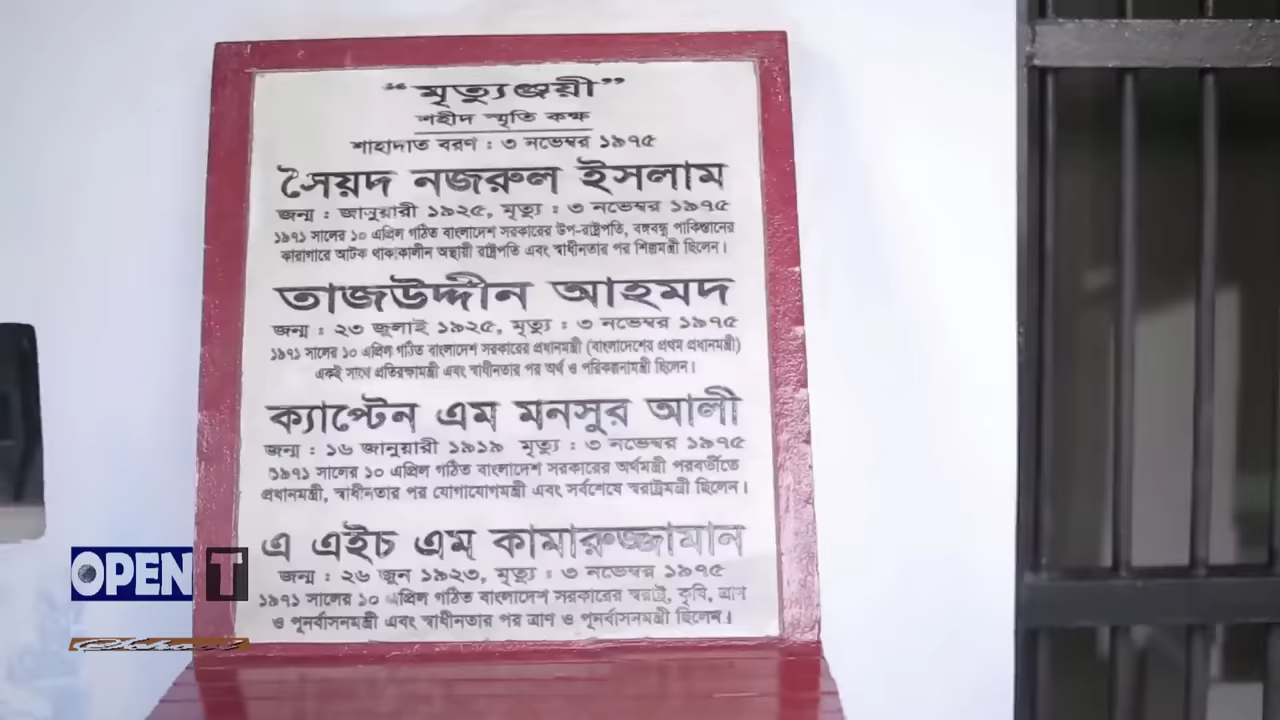 “মৃত্যুঞ্জয়ী”
শহীদ স্মৃতি কক্ষ
শাহাদাত বরণ : ৩ নভেম্বর ১৯৭৫
সৈয়দ নজরুল ইসলাম
জন্ম : জানুয়ারী ১৯২৫, মৃত্যু : ৩ নভেম্বর ১৯৭৫
১৯৭১ সালের ১০ এপ্রিল গঠিত বাংলাদেশ সরকারের উপ-রাষ্ট্রপতি, বঙ্গবন্ধু পাকিস্তানের
কারাগারে আটক থাকাকালীন অস্থায়ী রাষ্ট্রপতি এবং স্বাধীনতার পর শিল্পমন্ত্রী ছিলেন।
তাজউদ্দীন আহমদ
জন্ম : ২৩ জুলাই ১৯২৫, মৃত্যু : ৩ নভেম্বর ১৯৭৫
১৯৭১ সালের ১০ এপ্রিল গঠিত বাংলাদেশ সরকারের প্রধানমন্ত্রী (বাংলাদেশের প্রথম প্রধানমন্ত্রী)
একই সাথে প্রতিরক্ষামন্ত্রী এবং স্বাধীনতার পর অর্থ ও পরিকল্পনামন্ত্রী ছিলেন।
ক্যাপ্টেন এম মনসুর আলী
জন্ম : ১৬ জানুয়ারী ১৯১৯ মৃত্যু : ৩ নভেম্বর ১৯৭৫
১৯৭১ সালের ১০ এপ্রিল গঠিত বাংলাদেশ সরকারের অর্থমন্ত্রী পরবর্তীতে
প্রধানমন্ত্রী, স্বাধীনতার পর যোগাযোগমন্ত্রী এবং সর্বশেষে স্বরাষ্ট্রমন্ত্রী ছিলেন।
এ এইচ এম কামারুজ্জামান
জন্ম : ২৬ জুন ১৯২৩, মৃত্যু : ৩ নভেম্বর ১৯৭৫
১৯৭১ সালের ১০ এপ্রিল গঠিত বাংলাদেশ সরকারের স্বরাষ্ট্র, কৃষি, ত্রাণ
ও পূনর্বাসনমন্ত্রী এবং স্বাধীনতার পর ত্রাণ ও পূনর্বাসনমন্ত্রী ছিলেন।
OPEN T
School